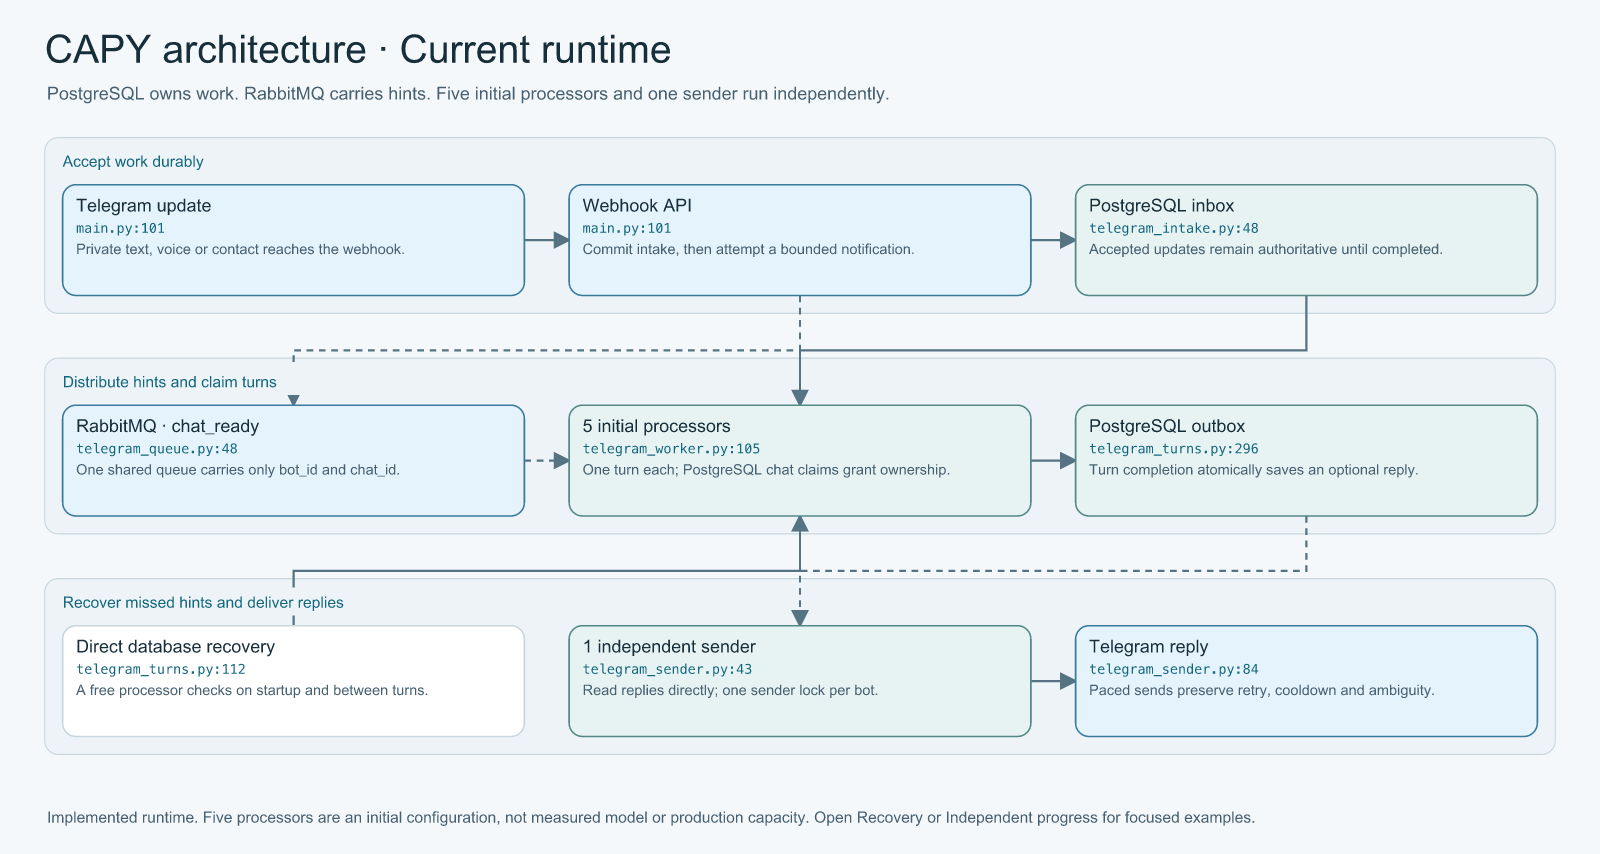 CAPY architecture · Current runtime
PostgreSQL owns work. RabbitMQ carries hints. Five initial processors and one sender run independently.
Accept work durably
Telegram update
main.py:101
Private text, voice or contact reaches the webhook.
Webhook API
main.py:101
Commit intake, then attempt a bounded notification.
PostgreSQL inbox
telegram_intake.py:48
Accepted updates remain authoritative until completed.
Distribute hints and claim turns
RabbitMQ · chat_ready
telegram_queue.py:48
One shared queue carries only bot_id and chat_id.
5 initial processors
telegram_worker.py:105
One turn each; PostgreSQL chat claims grant ownership.
PostgreSQL outbox
telegram_turns.py:296
Turn completion atomically saves an optional reply.
Recover missed hints and deliver replies
Direct database recovery
telegram_turns.py:112
A free processor checks on startup and between turns.
1 independent sender
telegram_sender.py:43
Read replies directly; one sender lock per bot.
Telegram reply
telegram_sender.py:84
Paced sends preserve retry, cooldown and ambiguity.
Implemented runtime. Five processors are an initial configuration, not measured model or production capacity. Open Recovery or Independent progress for focused examples.